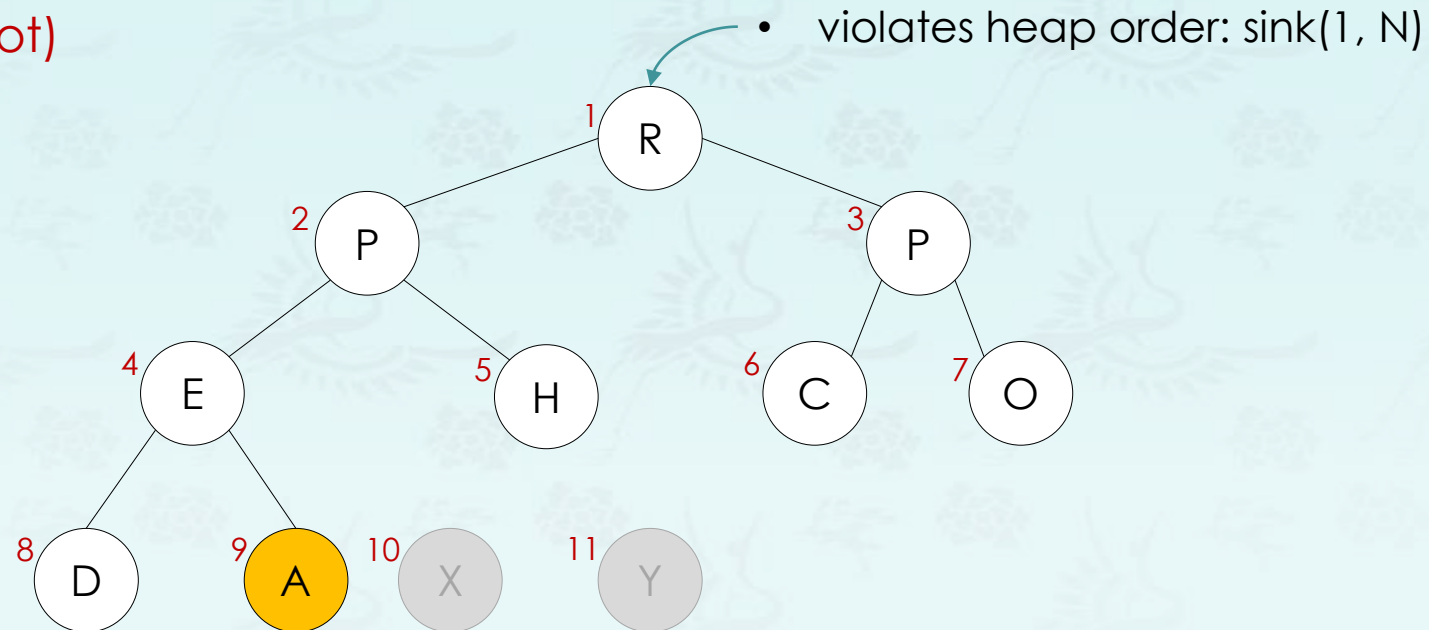 ot)
• violates heap order: sink(1, N)
1 R
2 P
3 P
4 E
5 H
6 C
7 O
8 D
9 A
10 X
11 Y